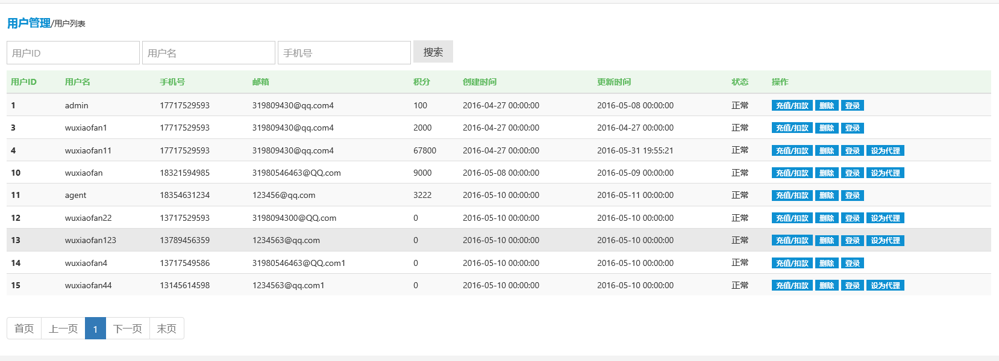 用户管理/用户列表
用户ID 用户名 手机号 搜索
用户ID 用户名 手机号 邮箱 积分 创建时间 更新时间 状态 操作
1 admin 17717529593 319809430@qq.com4 100 2016-04-27 00:00:00 2016-05-08 00:00:00 正常 充值/扣款 删除 登录
3 wuxiaofan1 17717529593 319809430@qq.com4 2000 2016-04-27 00:00:00 2016-04-27 00:00:00 正常 充值/扣款 删除 登录
4 wuxiaofan11 17717529593 319809430@qq.com4 67800 2016-04-27 00:00:00 2016-05-31 19:55:21 正常 充值/扣款 删除 登录 设为代理
10 wuxiaofan 18321594985 31980546463@QQ.com 9000 2016-05-08 00:00:00 2016-05-09 00:00:00 正常 充值/扣款 删除 登录 设为代理
11 agent 18354631234 123456@qq.com 3222 2016-05-10 00:00:00 2016-05-11 00:00:00 正常 充值/扣款 删除 登录
12 wuxiaofan22 13717529593 3198094300@QQ.com 0 2016-05-10 00:00:00 2016-05-10 00:00:00 正常 充值/扣款 删除 登录 设为代理
13 wuxiaofan123 13789456359 1234563@qq.com 0 2016-05-10 00:00:00 2016-05-10 00:00:00 正常 充值/扣款 删除 登录 设为代理
14 wuxiaofan4 13717549586 31980546463@QQ.com1 0 2016-05-10 00:00:00 2016-05-10 00:00:00 正常 充值/扣款 删除 登录
15 wuxiaofan44 13145614598 1234563@qq.com1 0 2016-05-10 00:00:00 2016-05-10 00:00:00 正常 充值/扣款 删除 登录 设为代理
首页 上一页 1 下一页 末页